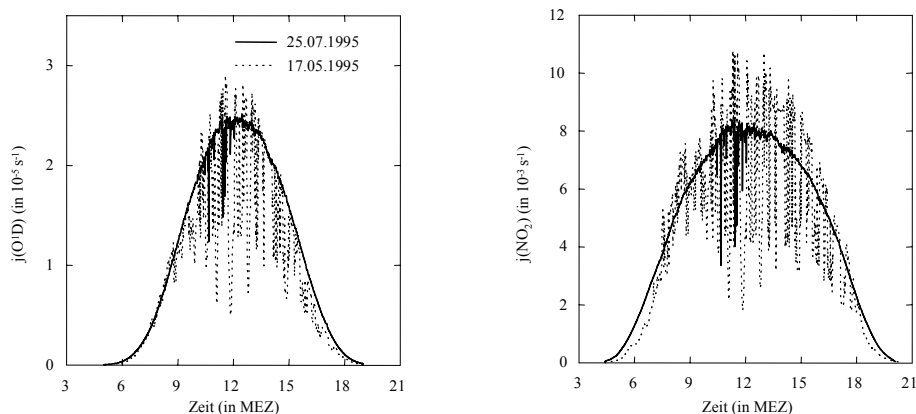 j(O¹D) (in 10⁻⁵ s⁻¹)
3
2
1
0
25.07.1995
17.05.1995
3 6 9 12 15 18 21
Zeit (in MEZ)
j(NO₂) (in 10⁻³ s⁻¹)
12
10
8
6
4
2
0
3 6 9 12 15 18 21
Zeit (in MEZ)